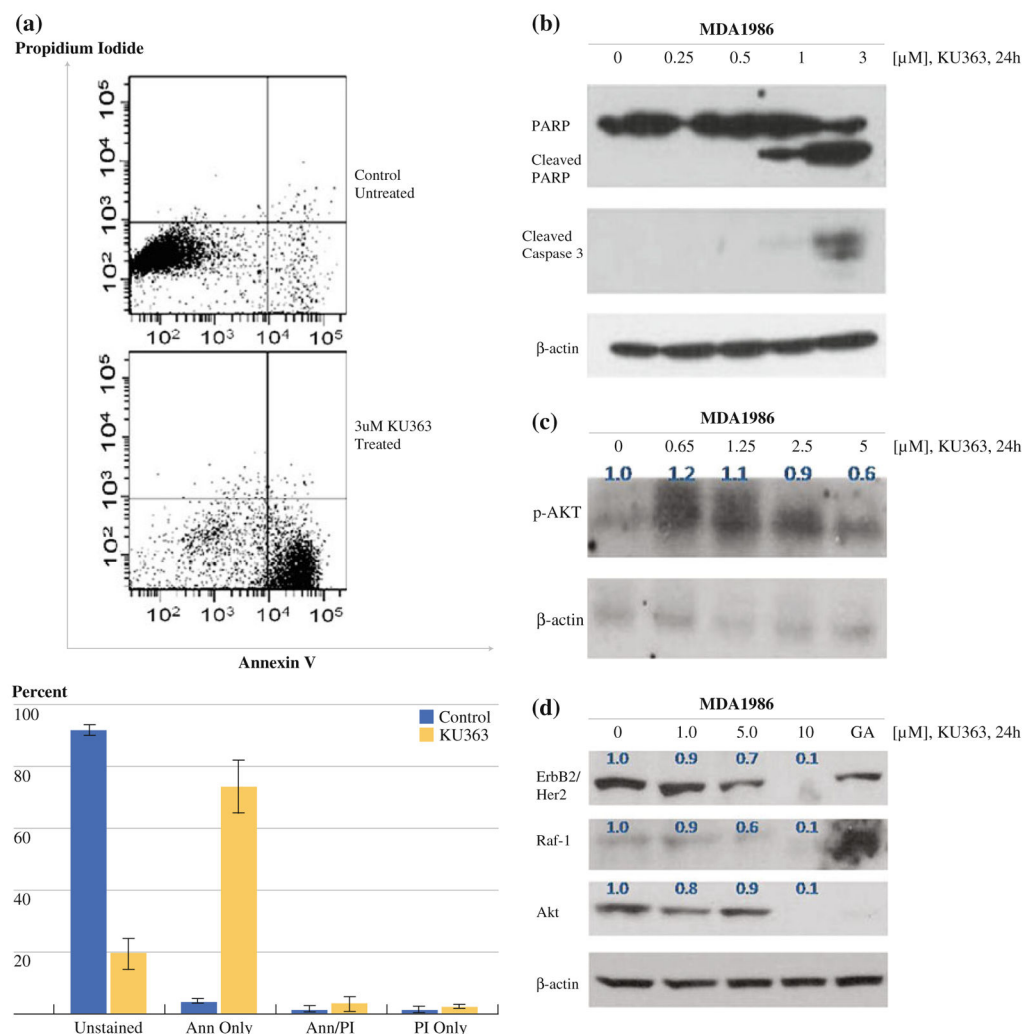 (a)
Propidium Iodide
10⁵
10⁴
10³
10²
10² 10³ 10⁴ 10⁵
Control
Untreated
10⁵
10⁴
10³
10²
10² 10³ 10⁴ 10⁵
3uM KU363
Treated
Annexin V
Percent
100
80
60
40
20
Control
KU363
Unstained Ann Only Ann/PI PI Only
(b)
MDA1986
0 0.25 0.5 1 3 [µM], KU363, 24h
PARP
Cleaved
PARP
Cleaved
Caspase 3
β-actin
(c)
MDA1986
0 0.65 1.25 2.5 5 [µM], KU363, 24h
1.0 1.2 1.1 0.9 0.6
p-AKT
β-actin
(d)
MDA1986
0 1.0 5.0 10 GA [µM], KU363, 24h
1.0 0.9 0.7 0.1
ErbB2/
Her2
1.0 0.9 0.6 0.1
Raf-1
1.0 0.8 0.9 0.1
Akt
β-actin